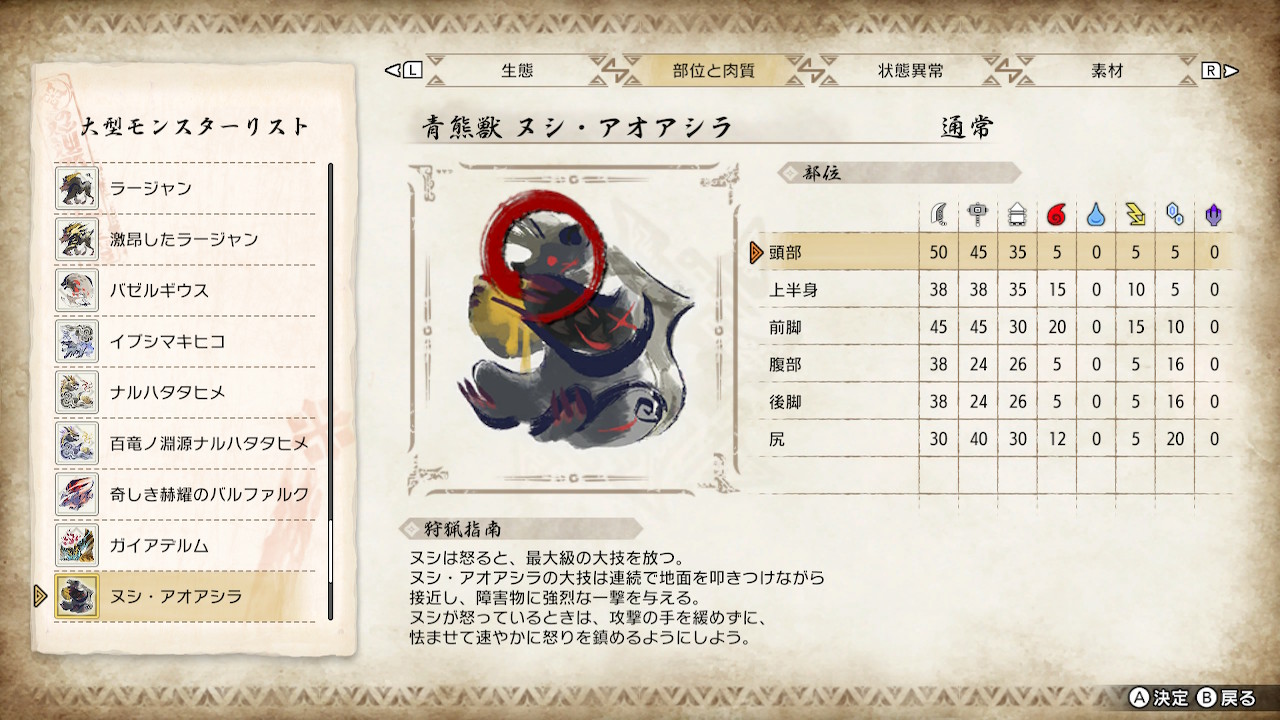 L
生態
部位と肉質
状態異常
素材
R
大型モンスターリスト
ラージャン
激昂したラージャン
バゼルギウス
イブシマキヒコ
ナルハタタヒメ
百竜ノ淵源ナルハタタヒメ
奇しき赫耀のバルファルク
ガイアデルム
ヌシ・アオアシラ
青熊獣 ヌシ・アオアシラ
通常
部位
頭部 50 45 35 5 0 5 5 0
上半身 38 38 35 15 0 10 5 0
前脚 45 45 30 20 0 15 10 0
腹部 38 24 26 5 0 5 16 0
後脚 38 24 26 5 0 5 16 0
尻 30 40 30 12 0 5 20 0
狩猟指南
ヌシは怒ると、最大級の大技を放つ。
ヌシ・アオアシラの大技は連続で地面を叩きつけながら
接近し、障害物に強烈な一撃を与える。
ヌシが怒っているときは、攻撃の手を緩めずに、
怯ませて速やかに怒りを鎮めるようにしよう。
A 決定 B 戻る